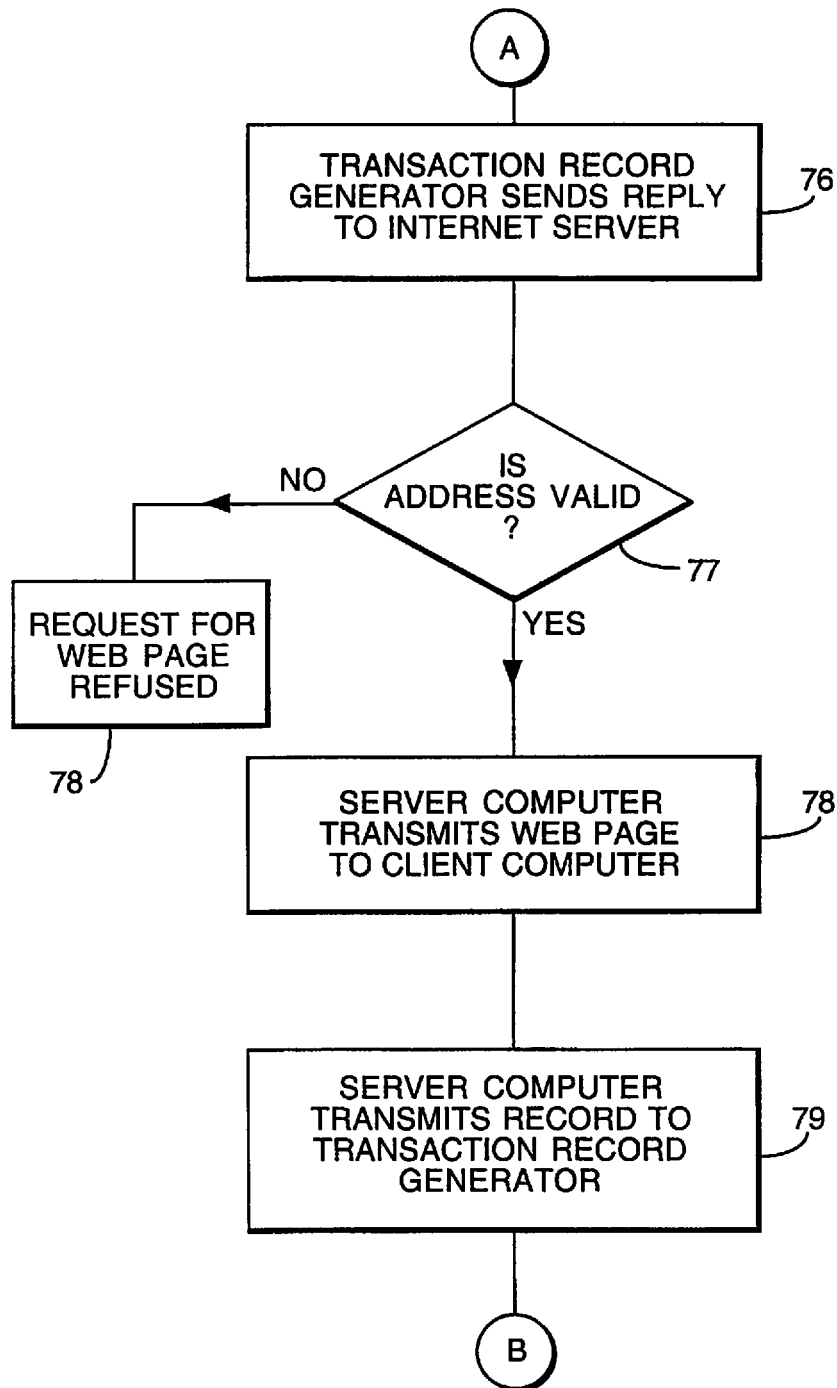 A
TRANSACTION RECORD
GENERATOR SENDS REPLY
TO INTERNET SERVER
76
IS
ADDRESS VALID
?
77
NO
YES
REQUEST FOR
WEB PAGE
REFUSED
78
SERVER COMPUTER
TRANSMITS WEB PAGE
TO CLIENT COMPUTER
78
SERVER COMPUTER
TRANSMITS RECORD TO
TRANSACTION RECORD
GENERATOR
79
B